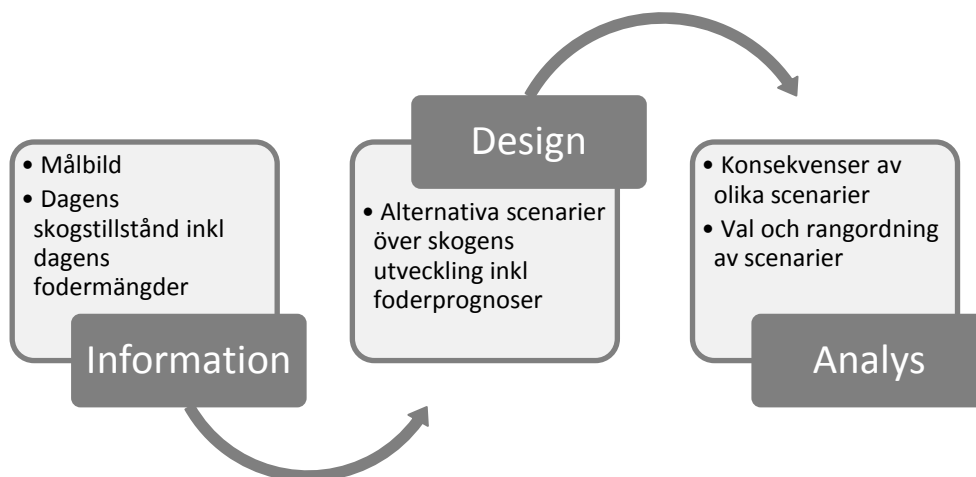 • Målbild
• Dagens
skogstillstånd inkl
dagens
fodermängder
Information
Design
• Alternativa scenarier
över skogens
utveckling inkl
foderprognoser
• Konsekvenser av
olika scenarier
• Val och rangordning
av scenarier
Analys